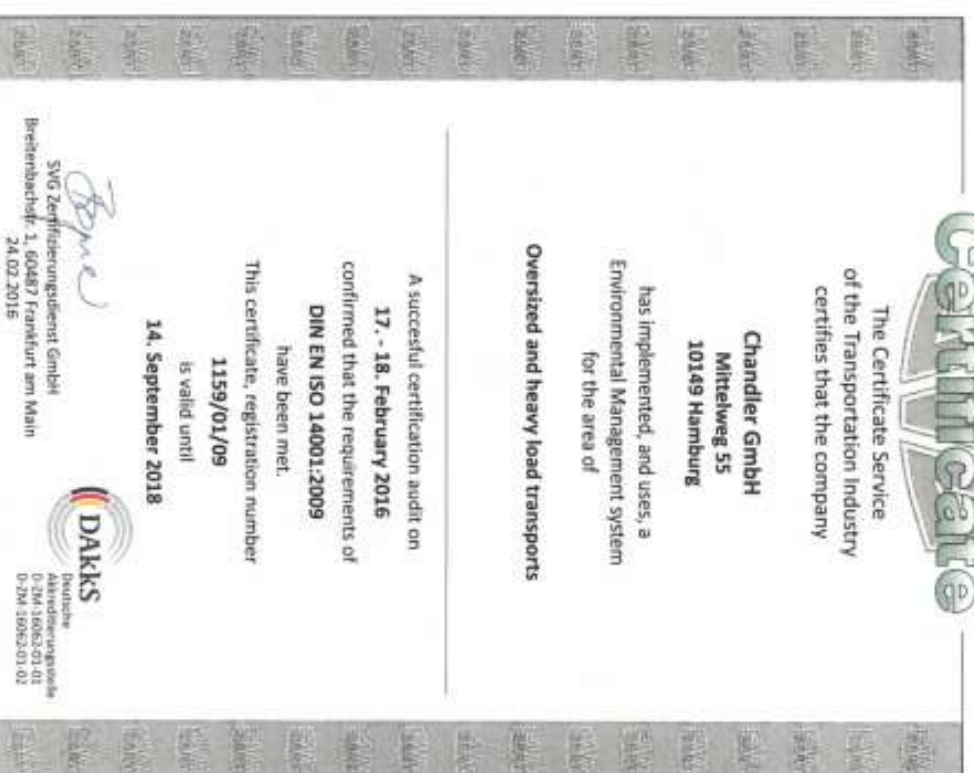 Certificate
The Certificate Service
of the Transportation Industry
certifies that the company
Chandler GmbH
Mittelweg 55
10149 Hamburg
has implemented, and uses, a
Environmental Management system
for the area of
Oversized and heavy load transports
A succesful certification audit on
17. - 18. February 2016
confirmed that the requirements of
DIN EN ISO 14001:2009
have been met.
This certificate, registration number
1159/01/09
is valid until
14. September 2018
SVG Zertifizierungsdienst GmbH
Breitenbachstr. 1, 60487 Frankfurt am Main
24.02.2016
DAkkS
Deutsche
Akkreditierungsstelle
D-ZM-16062-01-01
D-ZM-16062-01-02